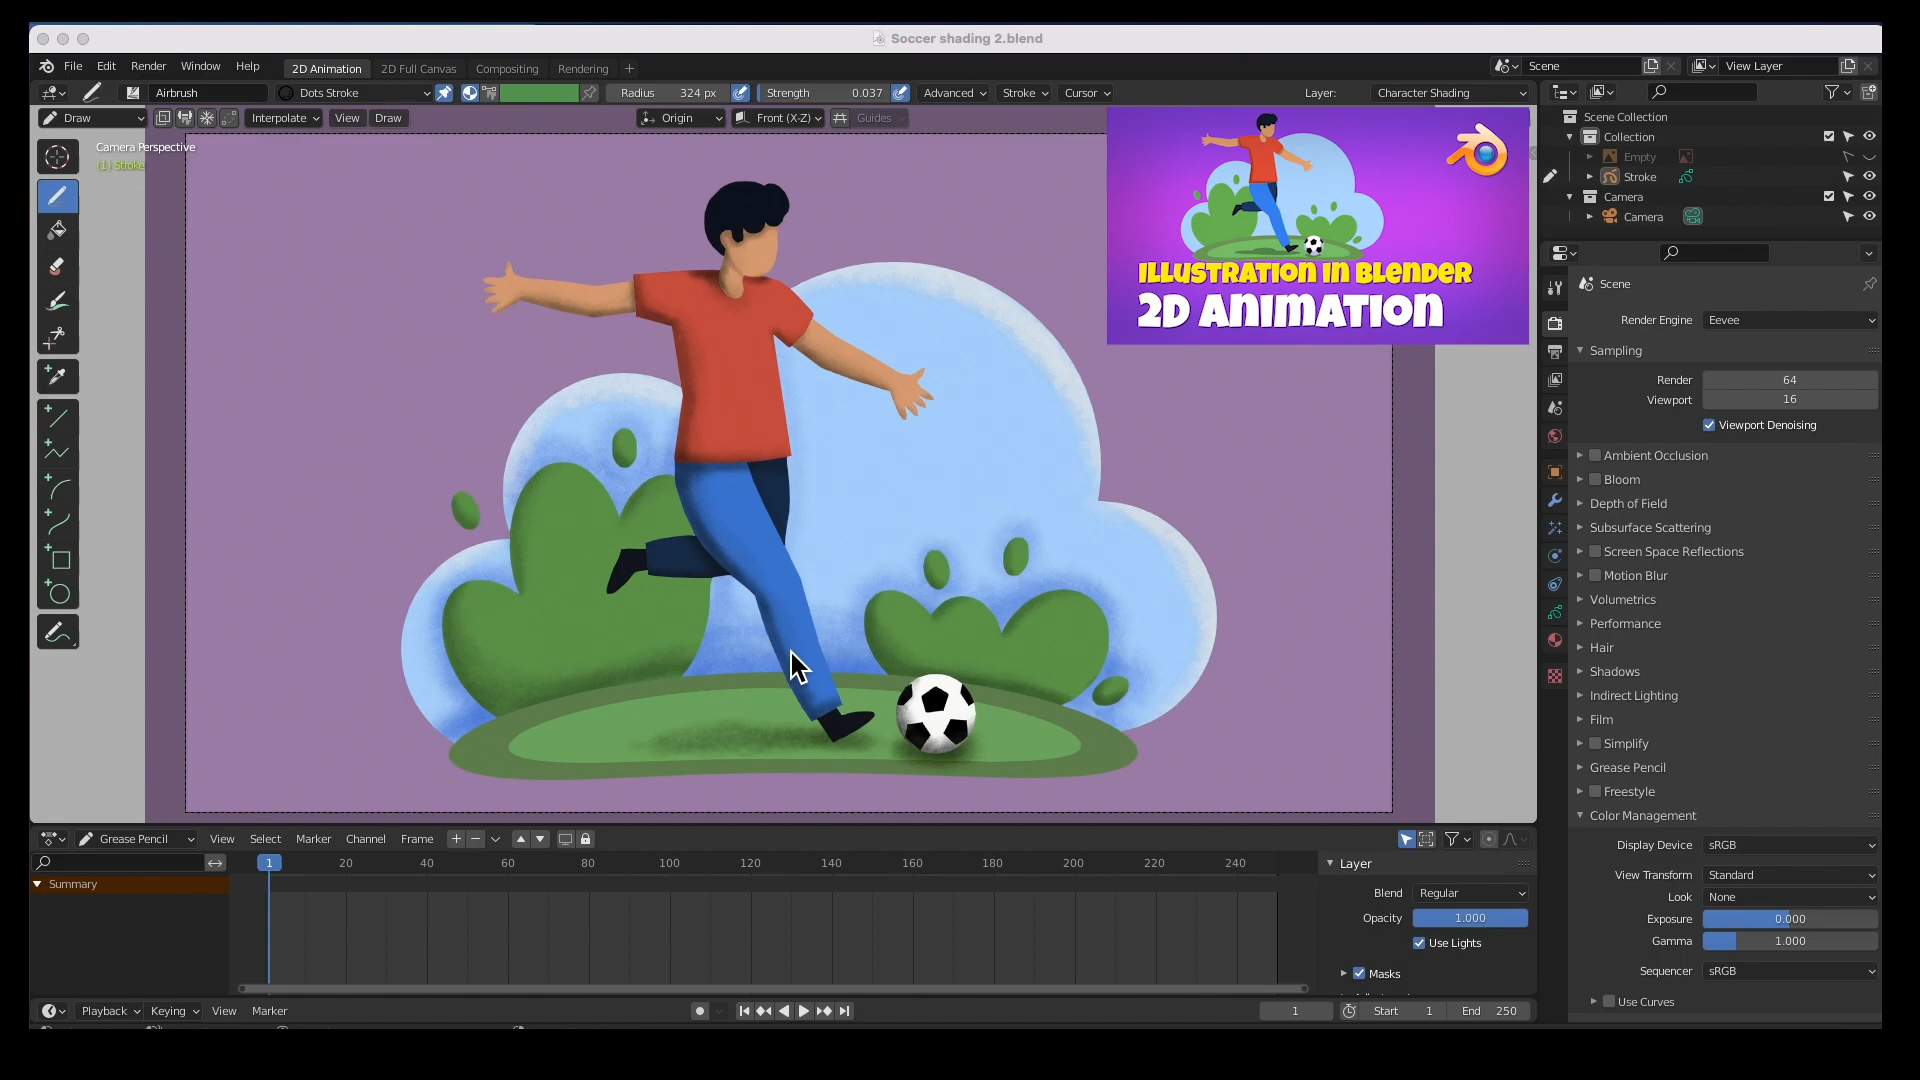 Soccer shading 2.blend
File Edit Render Window Help 2D Animation 2D Full Canvas Compositing Rendering + Scene View Layer
Airbrush Dots Stroke Radius 324 px Strength 0.037 Advanced Stroke Cursor Layer: Character Shading
Draw Interpolate View Draw Origin Front (X-Z) Guides
Camera Perspective
(1) Stroke
ILLUSTRATION IN BLENDER
2D ANIMATION
Scene Collection
Collection
Empty
Stroke
Camera
Camera
Scene
Render Engine Eevee
Sampling
Render 64
Viewport 16
Viewport Denoising
Ambient Occlusion
Bloom
Depth of Field
Subsurface Scattering
Screen Space Reflections
Motion Blur
Volumetrics
Performance
Hair
Shadows
Indirect Lighting
Film
Simplify
Grease Pencil
Freestyle
Color Management
Display Device sRGB
View Transform Standard
Look None
Exposure 0.000
Gamma 1.000
Sequencer sRGB
Use Curves
Grease Pencil View Select Marker Channel Frame
1 20 40 60 80 100 120 140 160 180 200 220 240
Summary
Layer
Blend Regular
Opacity 1.000
Use Lights
Masks
Playback Keying View Marker 1 Start 1 End 250